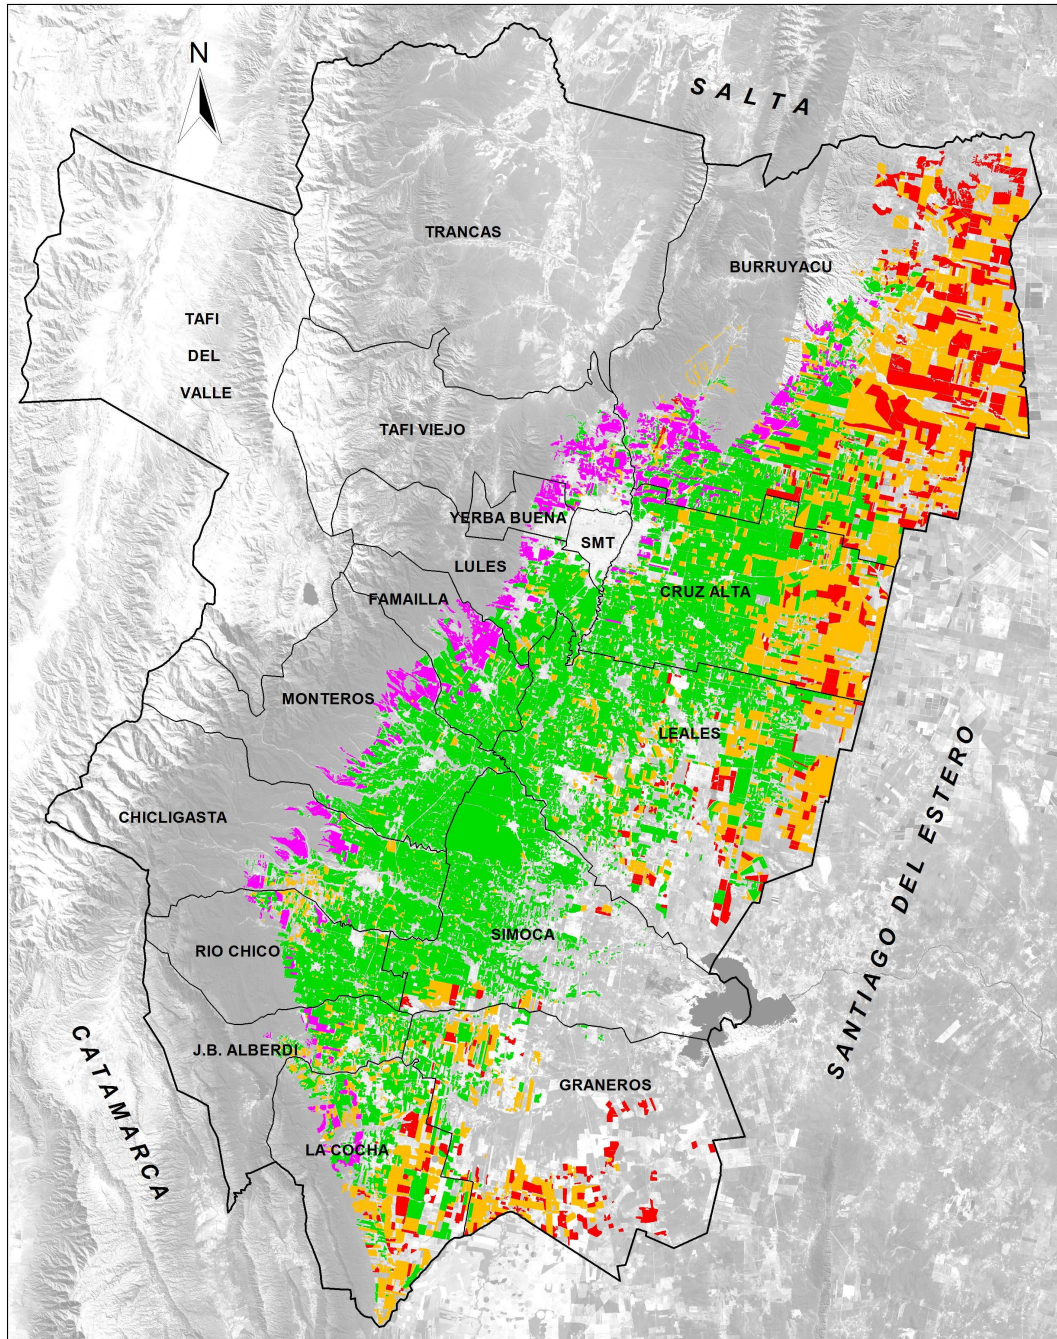 N
SALTA
TRANCAS
BURRUYACU
TAFI
DEL
VALLE
TAFI VIEJO
YERBA BUENA
SMT
LULES
CRUZ ALTA
FAMAILLA
MONTEROS
LEALES
CHICLIGASTA
SANTIAGO DEL ESTERO
SIMOCA
RIO CHICO
J.B. ALBERDI
CATAMARCA
GRANEROS
LA COCHA